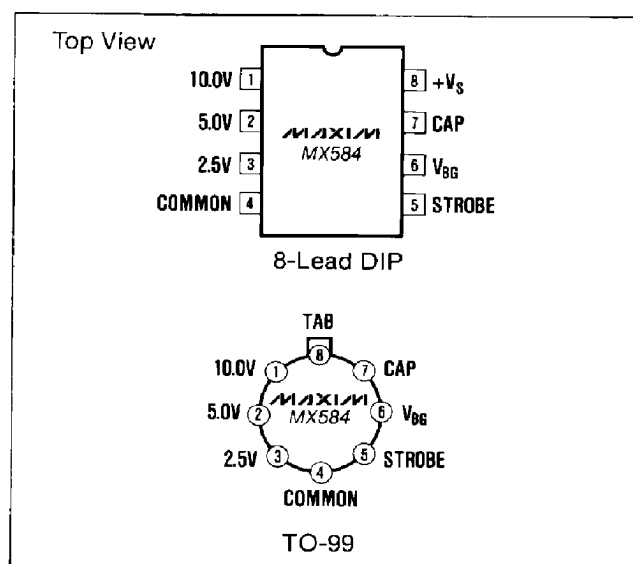 Top View
10.0V 1 8 +VS
5.0V 2 7 CAP
MAXIM
MX584
2.5V 3 6 VBG
COMMON 4 5 STROBE
8-Lead DIP
TAB
8
10.0V 1 7 CAP
MAXIM
5.0V 2 6 VBG
MX584
2.5V 3 5 STROBE
4
COMMON
TO-99